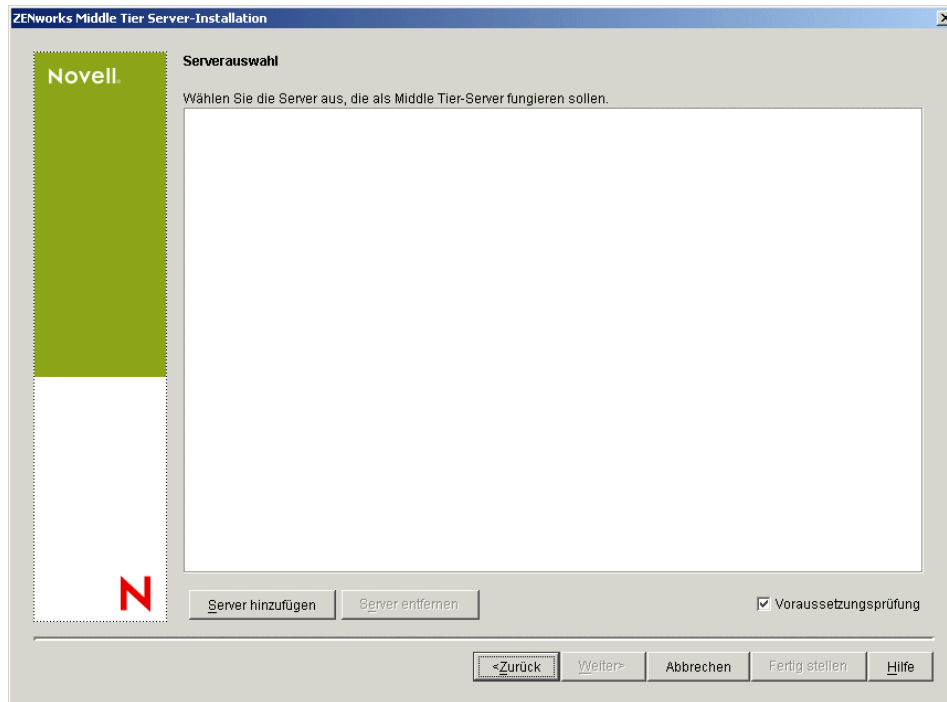 ZENworks Middle Tier Server-Installation
Novell.
Serverauswahl
Wählen Sie die Server aus, die als Middle Tier-Server fungieren sollen.
N
Server hinzufügen
Server entfernen
Voraussetzungsprüfung
<Zurück
Weiter>
Abbrechen
Fertig stellen
Hilfe